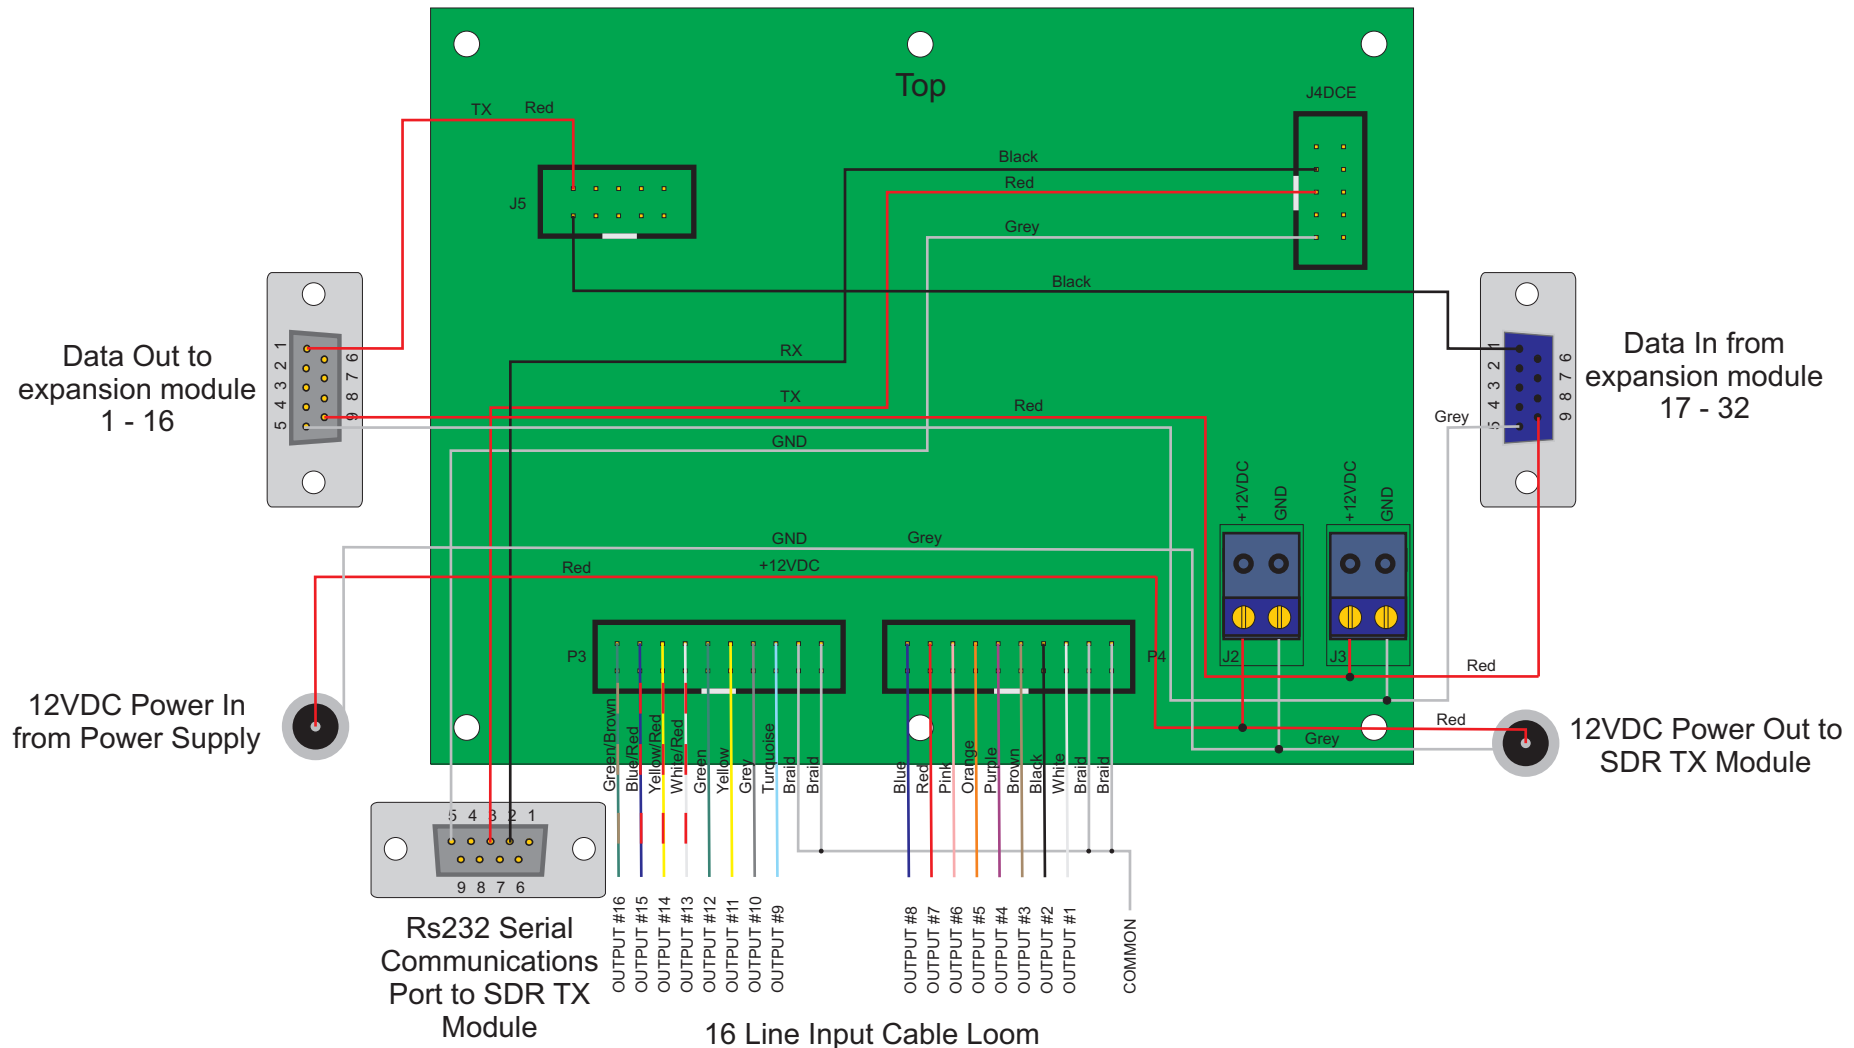 Top
J4DCE
TX
Red
Black
Red
J5
Grey
Black
RX
TX
Red
GND
Data Out to
expansion module
1 - 16
1
2
3
4
5
6
7
8
9
Data In from
expansion module
17 - 32
1
2
3
4
5
6
7
8
9
Grey
+12VDC
GND
+12VDC
GND
GND
Grey
Red
+12VDC
P3
P4
J2
J3
Red
Red
Grey
12VDC Power In
from Power Supply
12VDC Power Out to
SDR TX Module
Green/Brown
Blue/Red
Yellow/Red
White/Red
Green
Yellow
Grey
Turquoise
Braid
Braid
Blue
Red
Pink
Orange
Purple
Brown
Black
White
Braid
Braid
5 4 3 2 1
9 8 7 6
Rs232 Serial
Communications
Port to SDR TX
Module
OUTPUT #16
OUTPUT #15
OUTPUT #14
OUTPUT #13
OUTPUT #12
OUTPUT #11
OUTPUT #10
OUTPUT #9
OUTPUT #8
OUTPUT #7
OUTPUT #6
OUTPUT #5
OUTPUT #4
OUTPUT #3
OUTPUT #2
OUTPUT #1
COMMON
16 Line Input Cable Loom